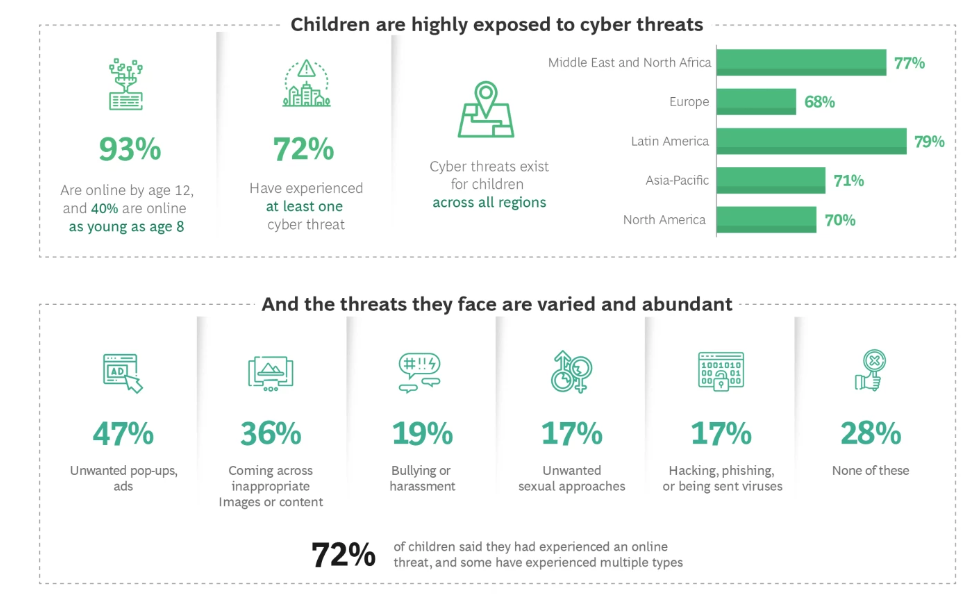 Children are highly exposed to cyber threats
93%
Are online by age 12,
and 40% are online
as young as age 8
72%
Have experienced
at least one
cyber threat
Cyber threats exist
for children
across all regions
Middle East and North Africa 77%
Europe 68%
Latin America 79%
Asia-Pacific 71%
North America 70%
And the threats they face are varied and abundant
AD
47%
Unwanted pop-ups,
ads
36%
Coming across
inappropriate
Images or content
#!!
19%
Bullying or
harassment
17%
Unwanted
sexual approaches
1001010
17%
Hacking, phishing,
or being sent viruses
28%
None of these
72%
of children said they had experienced an online
threat, and some have experienced multiple types